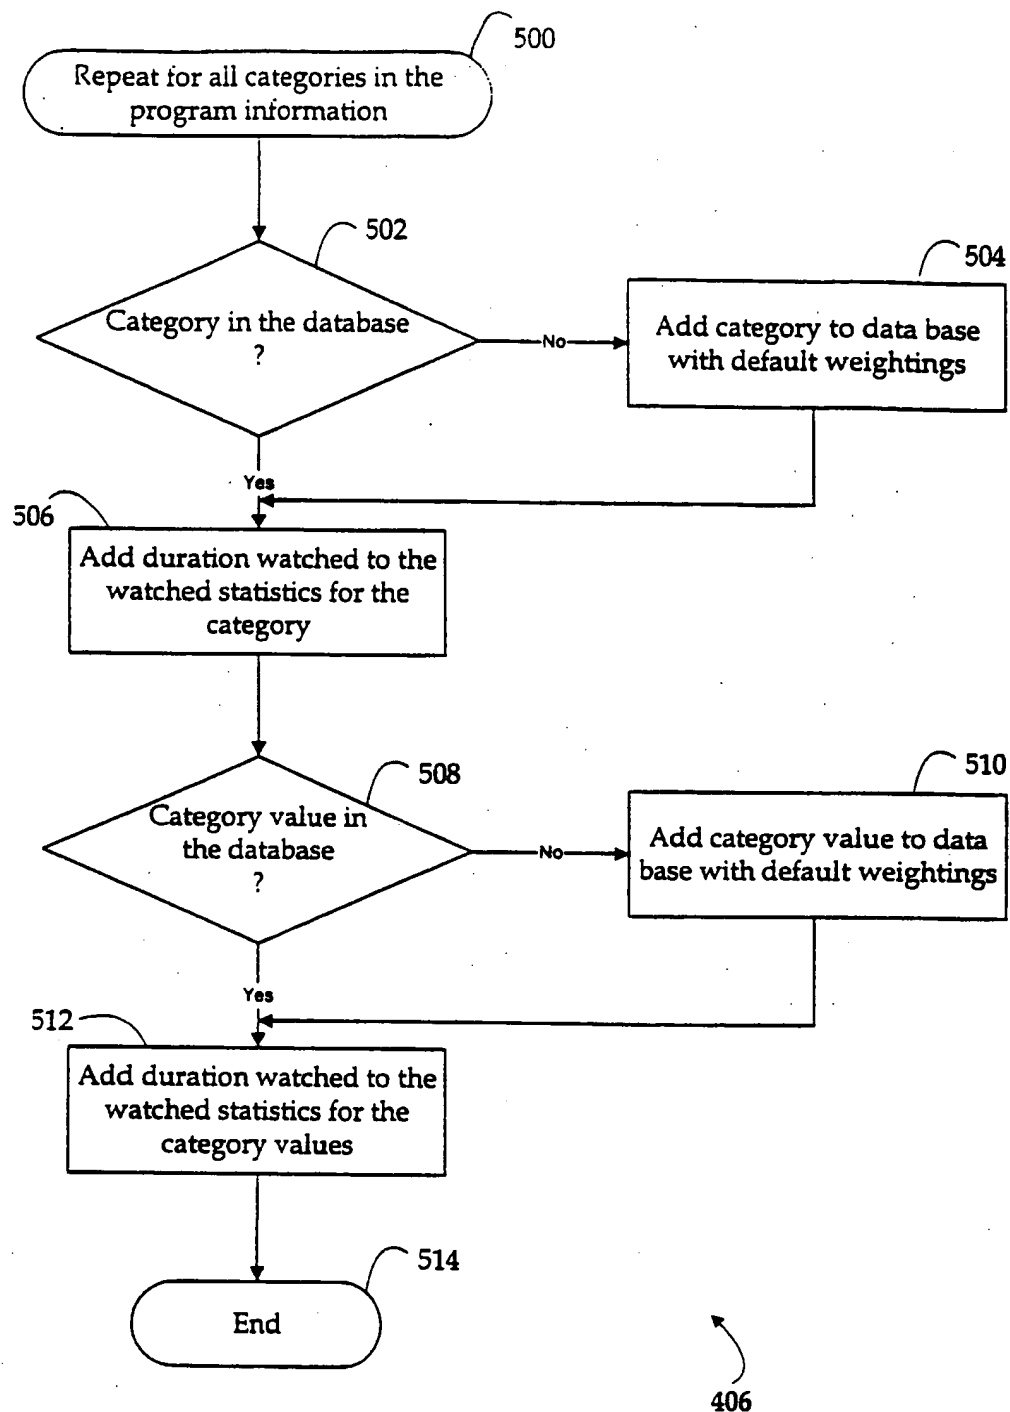 500
Repeat for all categories in the
program information
502
Category in the database
?
No
504
Add category to data base
with default weightings
Yes
506
Add duration watched to the
watched statistics for the
category
508
Category value in
the database
?
No
510
Add category value to data
base with default weightings
Yes
512
Add duration watched to the
watched statistics for the
category values
514
End
406